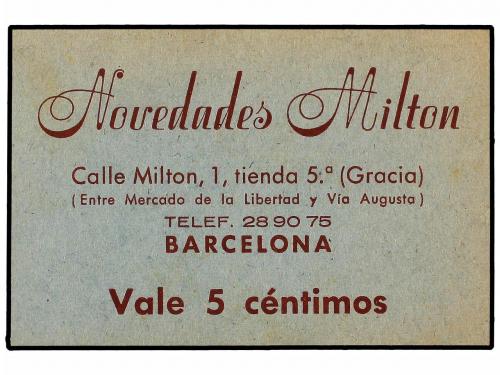 Novedades Milton
Calle Milton, 1, tienda 5.ª (Gracia)
(Entre Mercado de la Libertad y Vía Augusta)
TELEF. 28 90 75
BARCELONA
Vale 5 céntimos